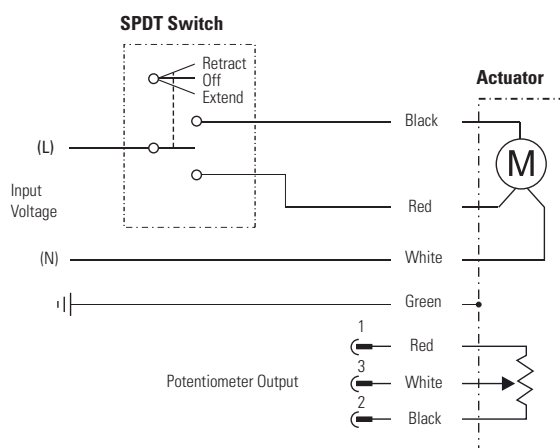 SPDT Switch
Retract
Off
Extend
Actuator
Black
(L)
M
Input
Voltage
Red
(N)
White
Green
1
Red
Potentiometer Output
3
White
2
Black